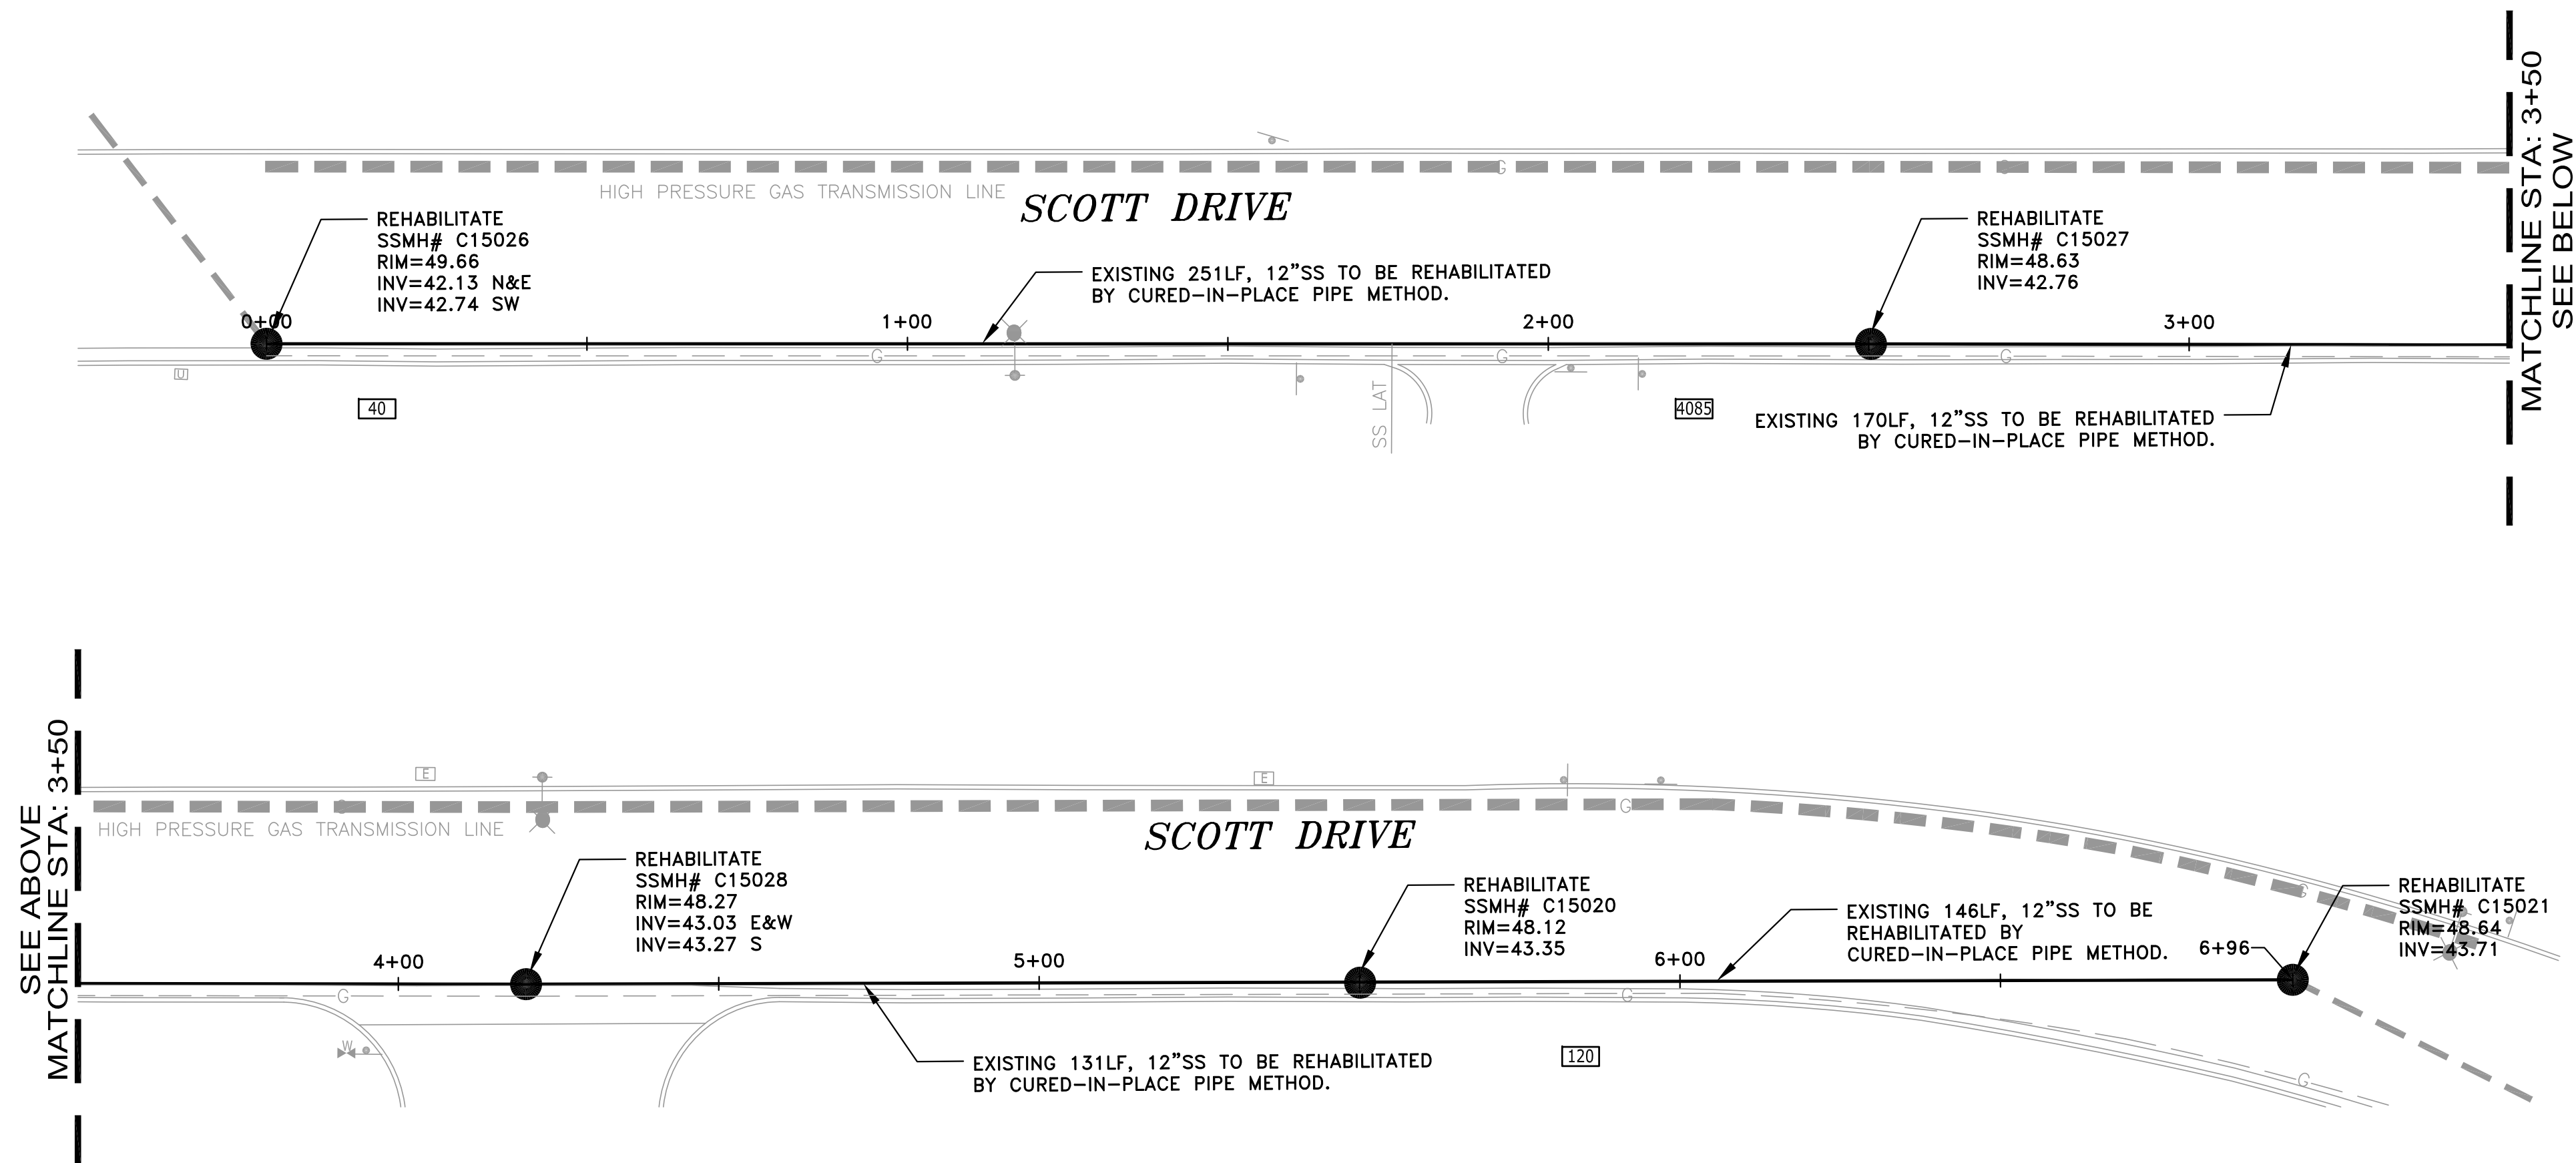 HIGH PRESSURE GAS TRANSMISSION LINE
G
G
SCOTT DRIVE
REHABILITATE
SSMH# C15026
RIM=49.66
INV=42.13 N&E
INV=42.74 SW
EXISTING 251LF, 12”SS TO BE REHABILITATED
BY CURED-IN-PLACE PIPE METHOD.
REHABILITATE
SSMH# C15027
RIM=48.63
INV=42.76
0+00
1+00
2+00
3+00
G
G
G
U
40
SS LAT
4085
EXISTING 170LF, 12”SS TO BE REHABILITATED
BY CURED-IN-PLACE PIPE METHOD.
MATCHLINE STA: 3+50
SEE BELOW
SEE ABOVE
MATCHLINE STA: 3+50
E
E
G
G
G
HIGH PRESSURE GAS TRANSMISSION LINE
SCOTT DRIVE
REHABILITATE
SSMH# C15028
RIM=48.27
INV=43.03 E&W
INV=43.27 S
REHABILITATE
SSMH# C15020
RIM=48.12
INV=43.35
EXISTING 146LF, 12”SS TO BE
REHABILITATED BY
CURED-IN-PLACE PIPE METHOD.
REHABILITATE
SSMH# C15021
RIM=48.64
INV=43.71
4+00
5+00
6+00
6+96
G
G
W
EXISTING 131LF, 12”SS TO BE REHABILITATED
BY CURED-IN-PLACE PIPE METHOD.
120
G